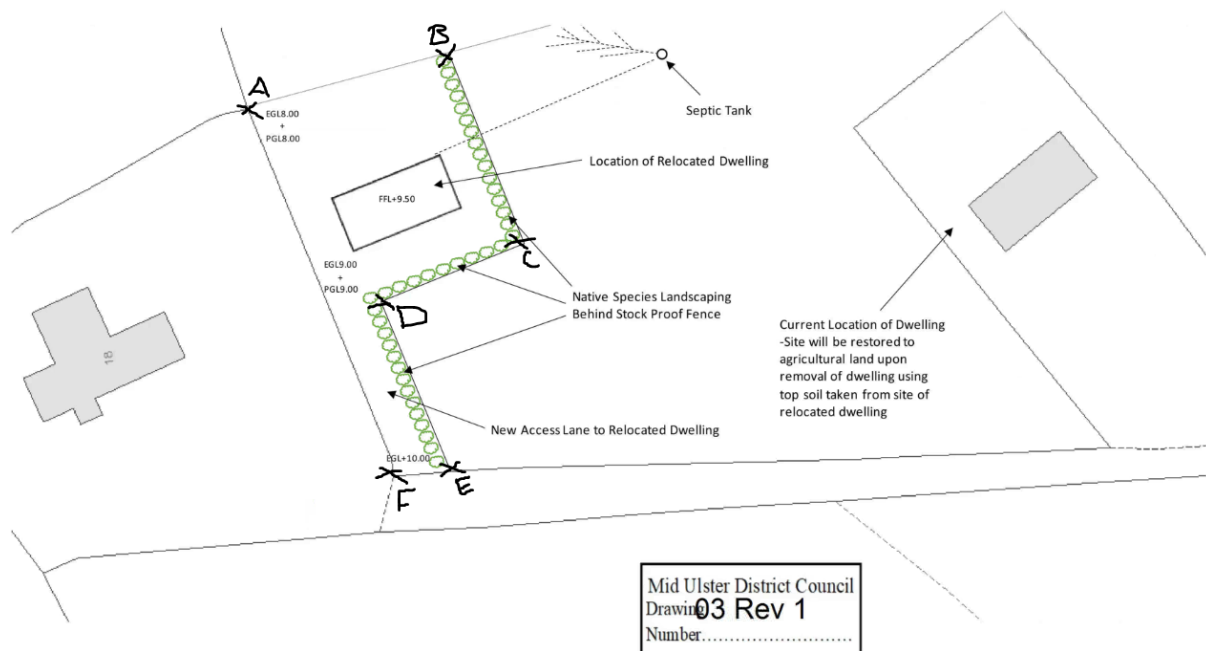 B
A
EGL8.00
+
PGL8.00
Septic Tank
Location of Relocated Dwelling
FFL+9.50
C
EGL9.00
+
PGL9.00
D
Native Species Landscaping
Behind Stock Proof Fence
18
Current Location of Dwelling
-Site will be restored to
agricultural land upon
removal of dwelling using
top soil taken from site of
relocated dwelling
New Access Lane to Relocated Dwelling
EGL+10.00
F
E
Mid Ulster District Council
Drawing 03 Rev 1
Number..............................